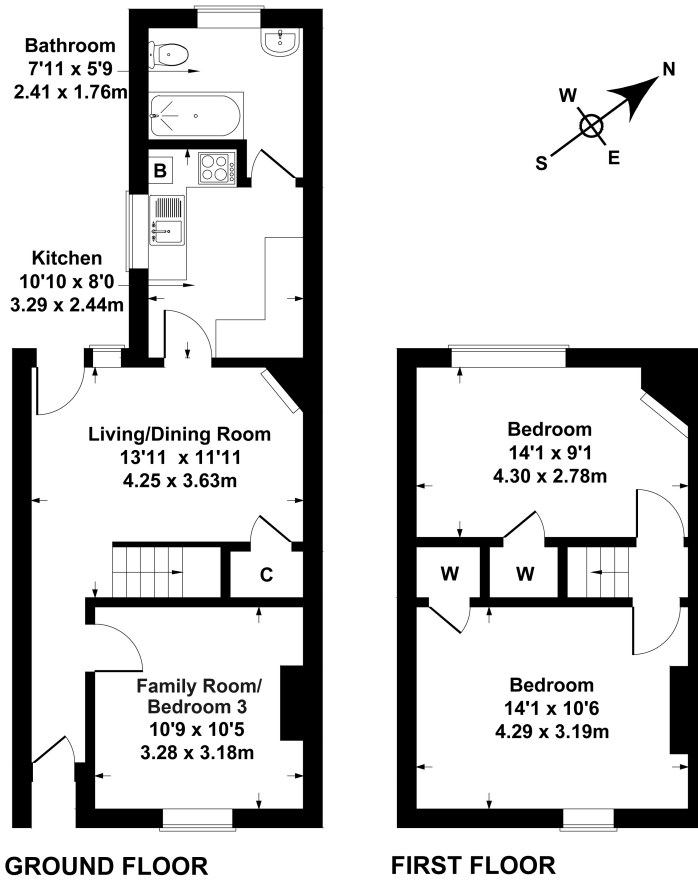 Bathroom
7'11 x 5'9
2.41 x 1.76m
N
W
S
E
B
Kitchen
10'10 x 8'0
3.29 x 2.44m
Living/Dining Room
13'11 x 11'11
4.25 x 3.63m
C
Family Room/
Bedroom 3
10'9 x 10'5
3.28 x 3.18m
GROUND FLOOR
Bedroom
14'1 x 9'1
4.30 x 2.78m
W
W
Bedroom
14'1 x 10'6
4.29 x 3.19m
FIRST FLOOR